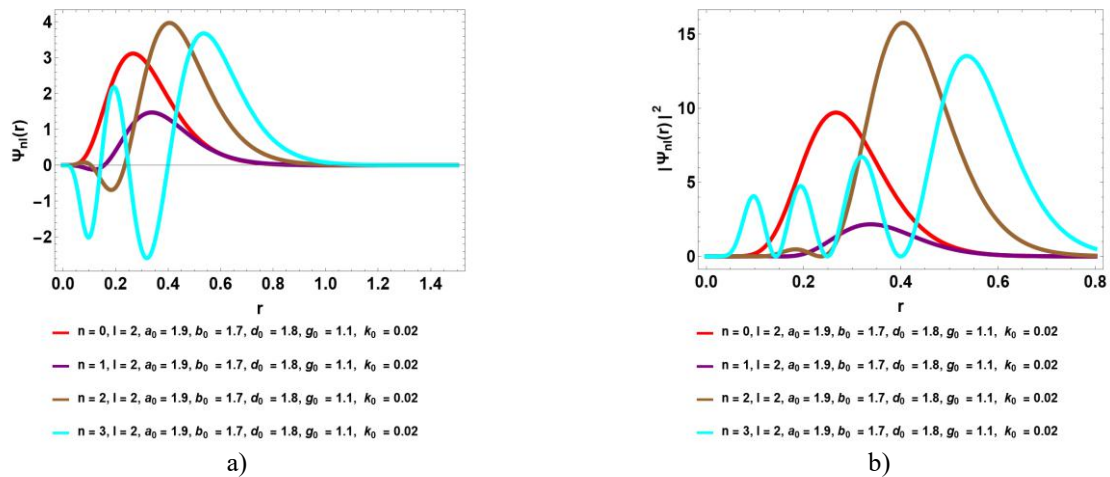 a)
4
3
2
1
0
−1
−2
Ψnl(r)
0.0 0.2 0.4 0.6 0.8 1.0 1.2 1.4
r
n = 0, l = 2, a₀ = 1.9, b₀ = 1.7, d₀ = 1.8, g₀ = 1.1, k₀ = 0.02
n = 1, l = 2, a₀ = 1.9, b₀ = 1.7, d₀ = 1.8, g₀ = 1.1, k₀ = 0.02
n = 2, l = 2, a₀ = 1.9, b₀ = 1.7, d₀ = 1.8, g₀ = 1.1, k₀ = 0.02
n = 3, l = 2, a₀ = 1.9, b₀ = 1.7, d₀ = 1.8, g₀ = 1.1, k₀ = 0.02
a)
b)
15
10
5
0
|Ψnl(r)|²
0.0 0.2 0.4 0.6 0.8
r
n = 0, l = 2, a₀ = 1.9, b₀ = 1.7, d₀ = 1.8, g₀ = 1.1, k₀ = 0.02
n = 1, l = 2, a₀ = 1.9, b₀ = 1.7, d₀ = 1.8, g₀ = 1.1, k₀ = 0.02
n = 2, l = 2, a₀ = 1.9, b₀ = 1.7, d₀ = 1.8, g₀ = 1.1, k₀ = 0.02
n = 3, l = 2, a₀ = 1.9, b₀ = 1.7, d₀ = 1.8, g₀ = 1.1, k₀ = 0.02
b)